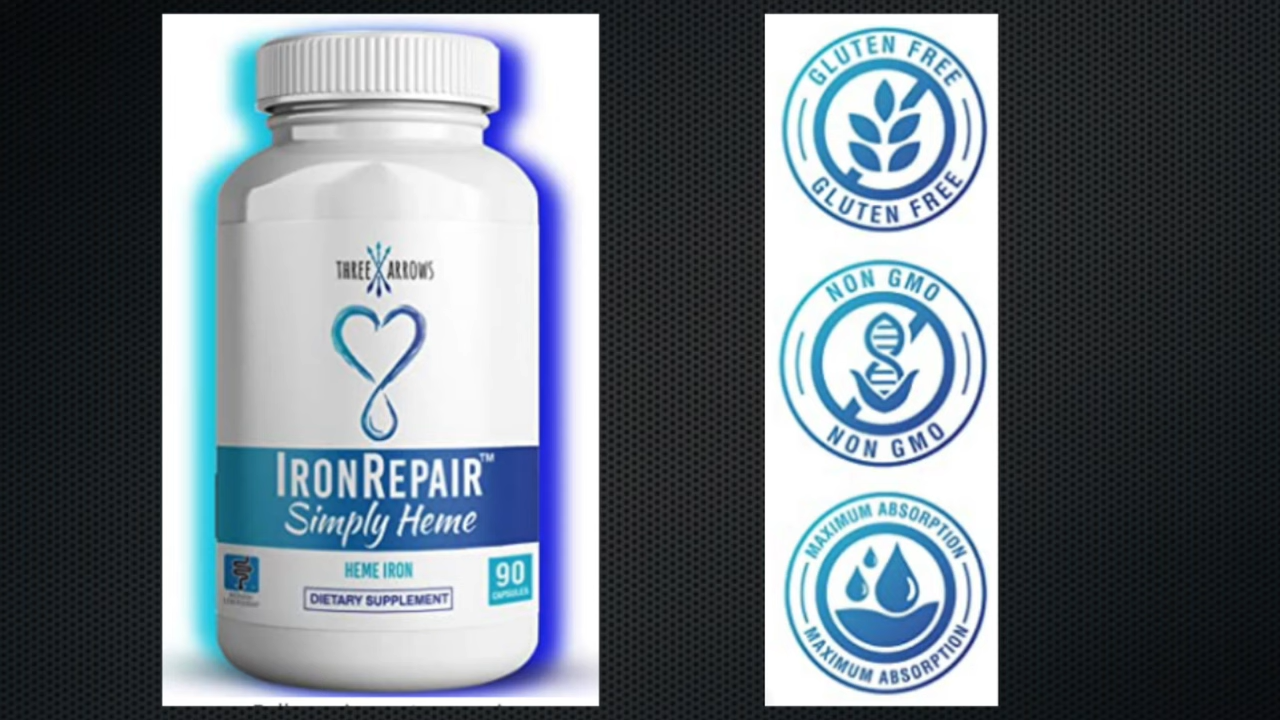 THREE ARROWS
IRONREPAIR™
Simply Heme
HEME IRON
90
CAPSULES
DIETARY SUPPLEMENT
GLUTEN FREE
GLUTEN FREE
NON GMO
NON GMO
MAXIMUM ABSORPTION
MAXIMUM ABSORPTION